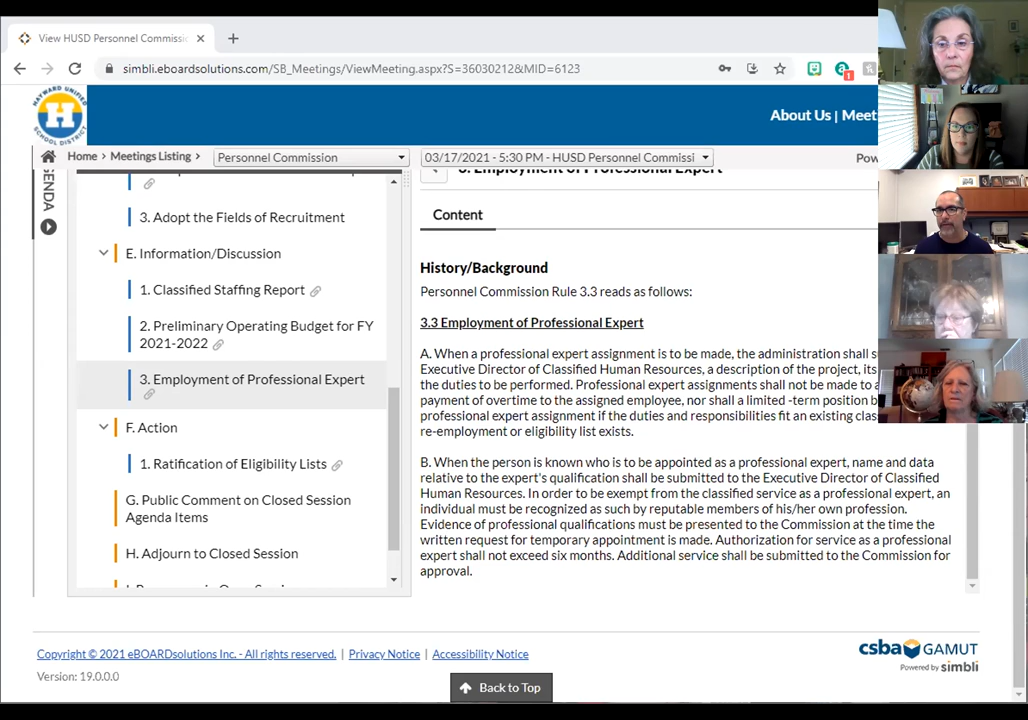 View HUSD Personnel Commissi
simbli.eboardsolutions.com/SB_Meetings/ViewMeeting.aspx?S=36030212&MID=6123
1
HAYWARD UNIFIED
H
SCHOOL DISTRICT
About Us | Meet
Home > Meetings Listing >
Personnel Commission
03/17/2021 - 5:30 PM - HUSD Personnel Commissi
Pow
ENDA
3. Employment of Professional Expert
3. Adopt the Fields of Recruitment
E. Information/Discussion
1. Classified Staffing Report
2. Preliminary Operating Budget for FY
2021-2022
3. Employment of Professional Expert
F. Action
1. Ratification of Eligibility Lists
G. Public Comment on Closed Session
Agenda Items
H. Adjourn to Closed Session
Content
History/Background
Personnel Commission Rule 3.3 reads as follows:
3.3 Employment of Professional Expert
A. When a professional expert assignment is to be made, the administration shall s
Executive Director of Classified Human Resources, a description of the project, its
the duties to be performed. Professional expert assignments shall not be made to a
payment of overtime to the assigned employee, nor shall a limited -term position b
professional expert assignment if the duties and responsibilities fit an existing clas
re-employment or eligibility list exists.
B. When the person is known who is to be appointed as a professional expert, name and data
relative to the expert's qualification shall be submitted to the Executive Director of Classified
Human Resources. In order to be exempt from the classified service as a professional expert, an
individual must be recognized as such by reputable members of his/her own profession.
Evidence of professional qualifications must be presented to the Commission at the time the
written request for temporary appointment is made. Authorization for service as a professional
expert shall not exceed six months. Additional service shall be submitted to the Commission for
approval.
Copyright © 2021 eBOARDsolutions Inc. - All rights reserved. | Privacy Notice | Accessibility Notice
Version: 19.0.0.0
csba GAMUT
Powered by simbli
Back to Top